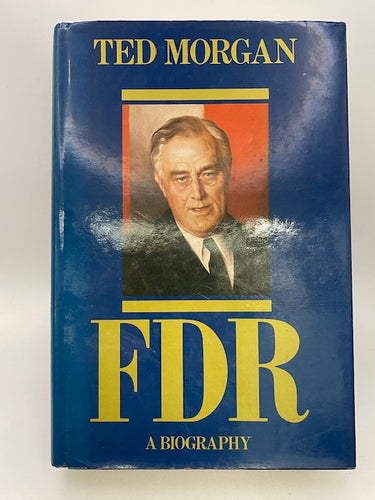 TED MORGAN
FDR
A BIOGRAPHY